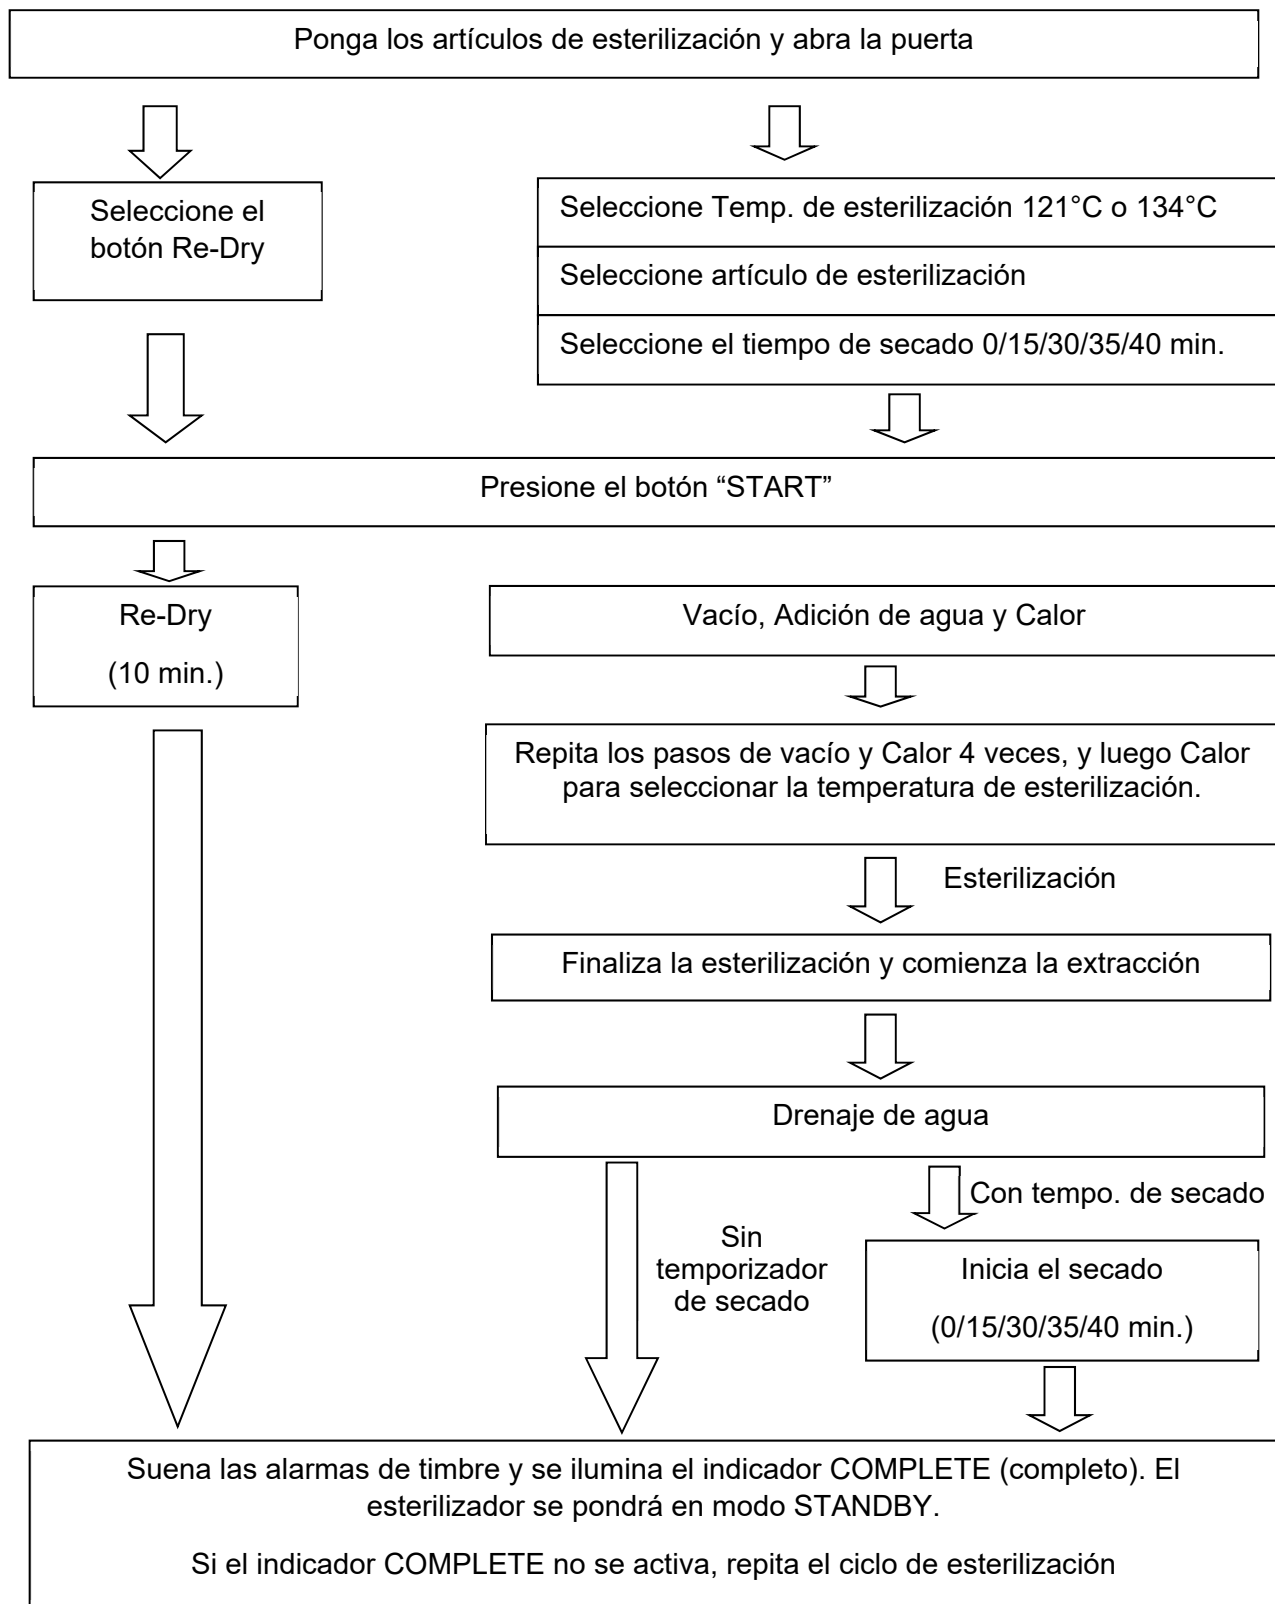 Ponga los artículos de esterilización y abra la puerta
Seleccione el
botón Re-Dry
Seleccione Temp. de esterilización 121°C o 134°C
Seleccione artículo de esterilización
Seleccione el tiempo de secado 0/15/30/35/40 min.
Presione el botón “START”
Re-Dry
(10 min.)
Vacío, Adición de agua y Calor
Repita los pasos de vacío y Calor 4 veces, y luego Calor
para seleccionar la temperatura de esterilización.
Esterilización
Finaliza la esterilización y comienza la extracción
Drenaje de agua
Con tempo. de secado
Sin
temporizador
de secado
Inicia el secado
(0/15/30/35/40 min.)
Suena las alarmas de timbre y se ilumina el indicador COMPLETE (completo). El
esterilizador se pondrá en modo STANDBY.
Si el indicador COMPLETE no se activa, repita el ciclo de esterilización